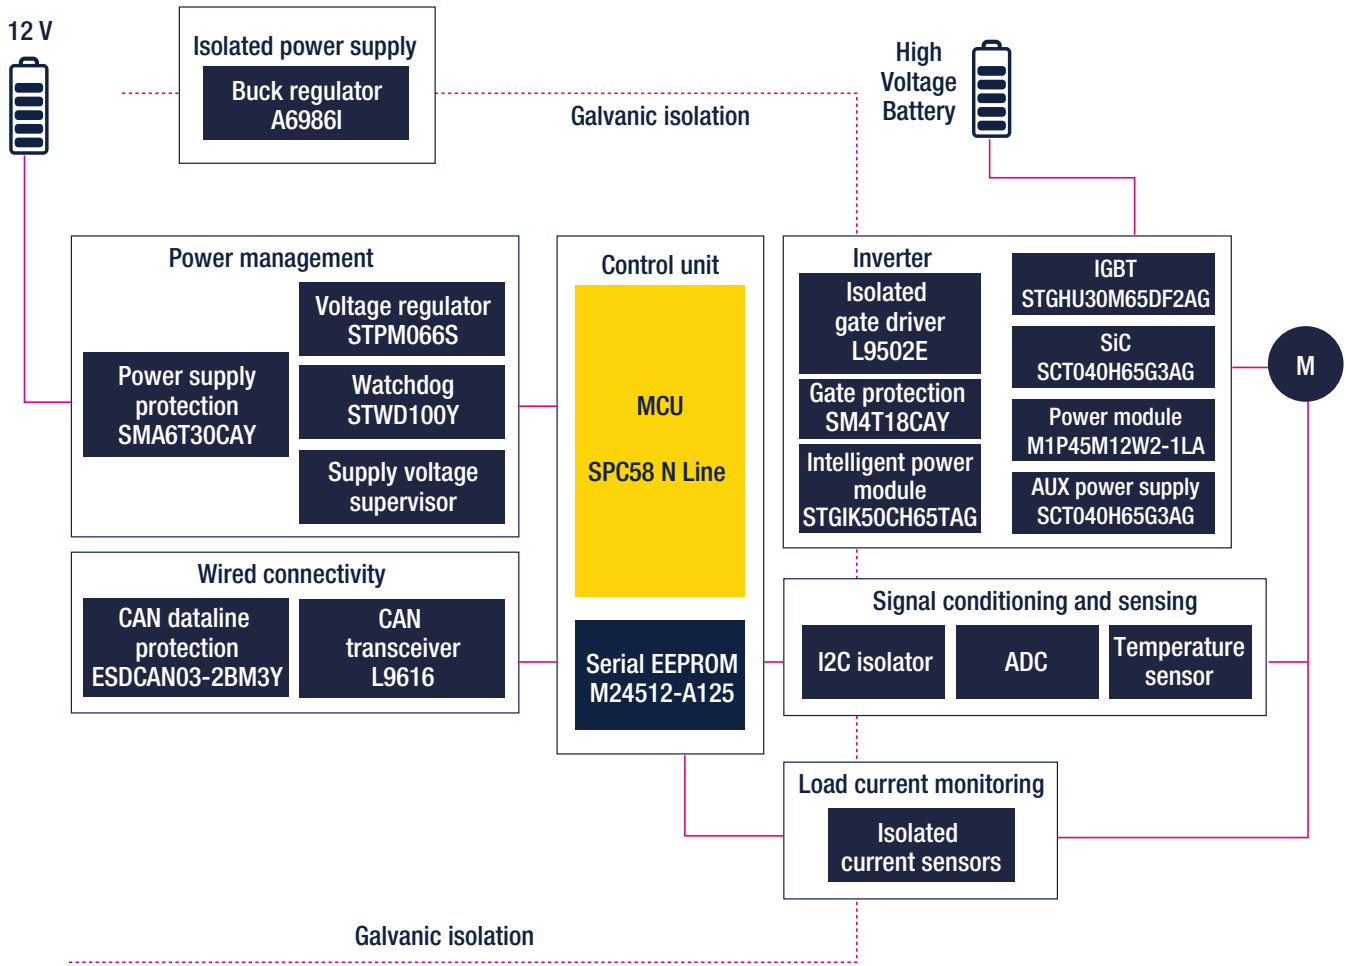 12 V
Isolated power supply
Buck regulator
A6986I
Galvanic isolation
High
Voltage
Battery
Power management
Voltage regulator
STPM066S
Power supply
protection
SMA6T30CAY
Watchdog
STWD100Y
Supply voltage
supervisor
Wired connectivity
CAN dataline
protection
ESDCAN03-2BM3Y
CAN
transceiver
L9616
Control unit
MCU
SPC58 N Line
Serial EEPROM
M24512-A125
Inverter
Isolated
gate driver
L9502E
Gate protection
SM4T18CAY
Intelligent power
module
STGIK50CH65TAG
IGBT
STGHU30M65DF2AG
SiC
SCT040H65G3AG
Power module
M1P45M12W2-1LA
AUX power supply
SCT040H65G3AG
M
Signal conditioning and sensing
I2C isolator
ADC
Temperature
sensor
Load current monitoring
Isolated
current sensors
Galvanic isolation